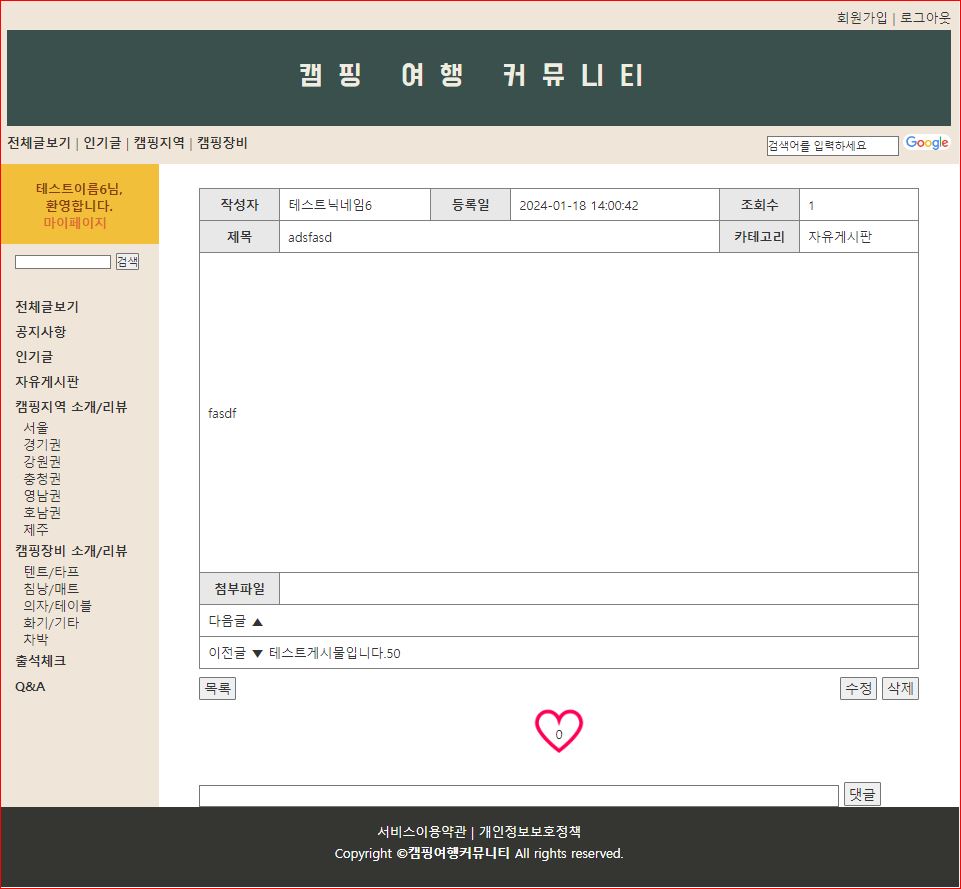 회원가입 | 로그아웃
캠핑 여행 커뮤니티
전체글보기 | 인기글 | 캠핑지역 | 캠핑장비
검색어를 입력하세요 Google
테스트이름6님,
환영합니다.
마이페이지
검색
전체글보기
공지사항
인기글
자유게시판
캠핑지역 소개/리뷰
서울
경기권
강원권
충청권
영남권
호남권
제주
캠핑장비 소개/리뷰
텐트/타프
침낭/매트
의자/테이블
화기/기타
차박
출석체크
Q&A
작성자 테스트닉네임6 등록일 2024-01-18 14:00:42 조회수 1
제목 adsfasd 카테고리 자유게시판
fasdf
첨부파일
다음글 ▲
이전글 ▼ 테스트게시물입니다.50
목록 수정 삭제
0
댓글
서비스이용약관 | 개인정보보호정책
Copyright ©캠핑여행커뮤니티 All rights reserved.